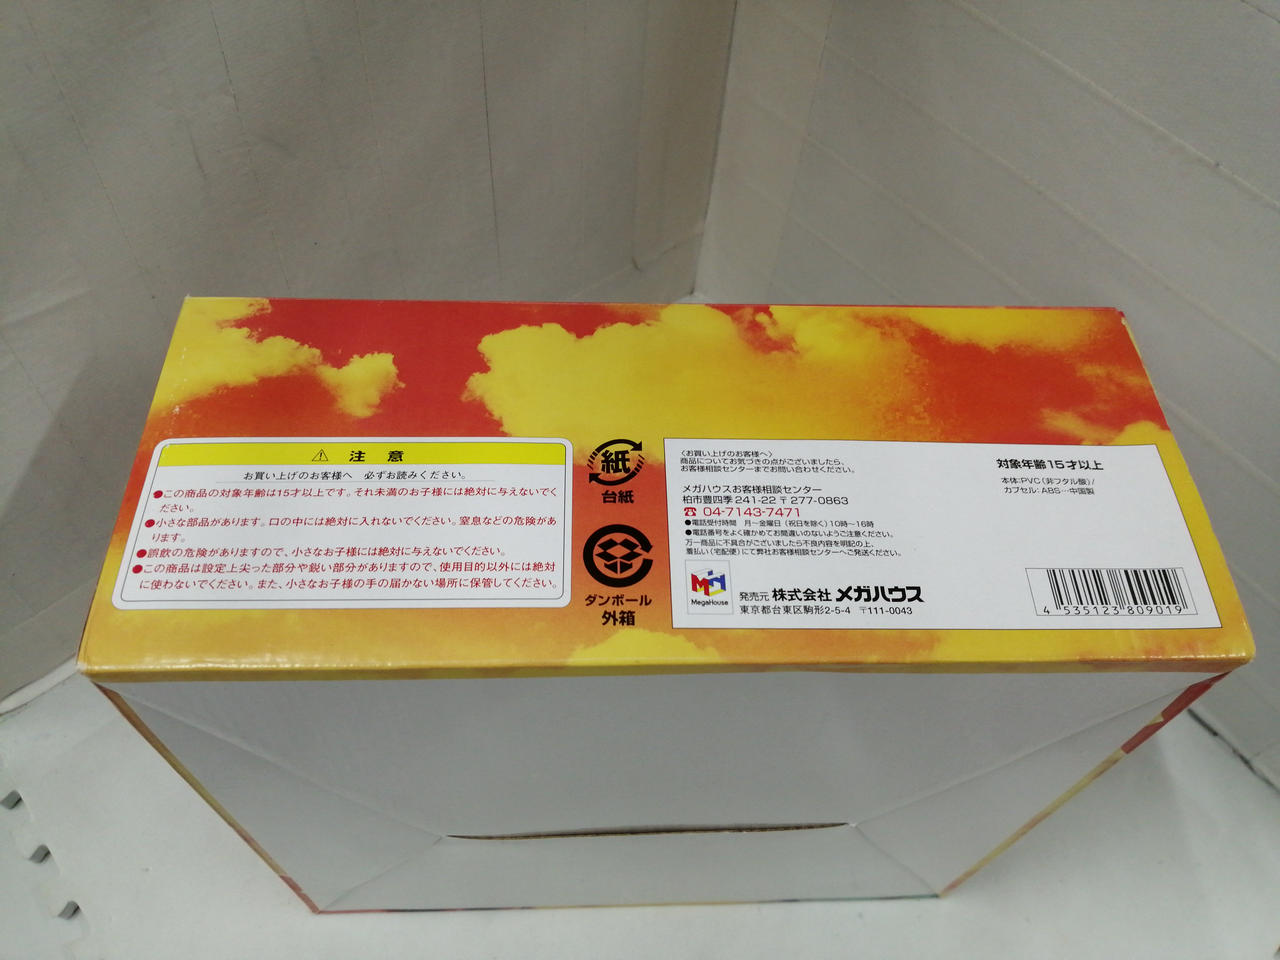 ⚠ 注意
お買い上げのお客様へ 必ずお読みください。
●この商品の対象年齢は15才以上です。それ未満のお子様には絶対に与えないでく
ださい。
●小さな部品があります。口の中には絶対に入れないでください。窒息などの危険があ
ります。
●誤飲の危険がありますので、小さなお子様には絶対に与えないでください。
●この商品は設定上尖った部分や鋭い部分がありますので、使用目的以外には絶対
に使わないでください。また、小さなお子様の手の届かない場所に保管してください。
紙
台紙
ダンボール
外箱
〈お買い上げのお客様へ〉
商品についてお気づきの点がございましたら、
お客様相談センターまでお問い合わせください。
メガハウスお客様相談センター
柏市豊四季241-22 〒277-0863
☎ 04-7143-7471
●電話受付時間 月〜金曜日(祝日を除く)10時〜16時
●電話番号をよく確かめてお間違いのないようご注意ください。
万一商品に不具合がございましたら不良内容を明記の上、
着払い(宅配便)にて弊社お客様相談センターへご発送ください。
MegaHouse
発売元 株式会社 メガハウス
東京都台東区駒形2-5-4 〒111-0043
対象年齢15才以上
本体:PVC(非フタル酸)/
カプセル:ABS…中国製
4 535123 809019